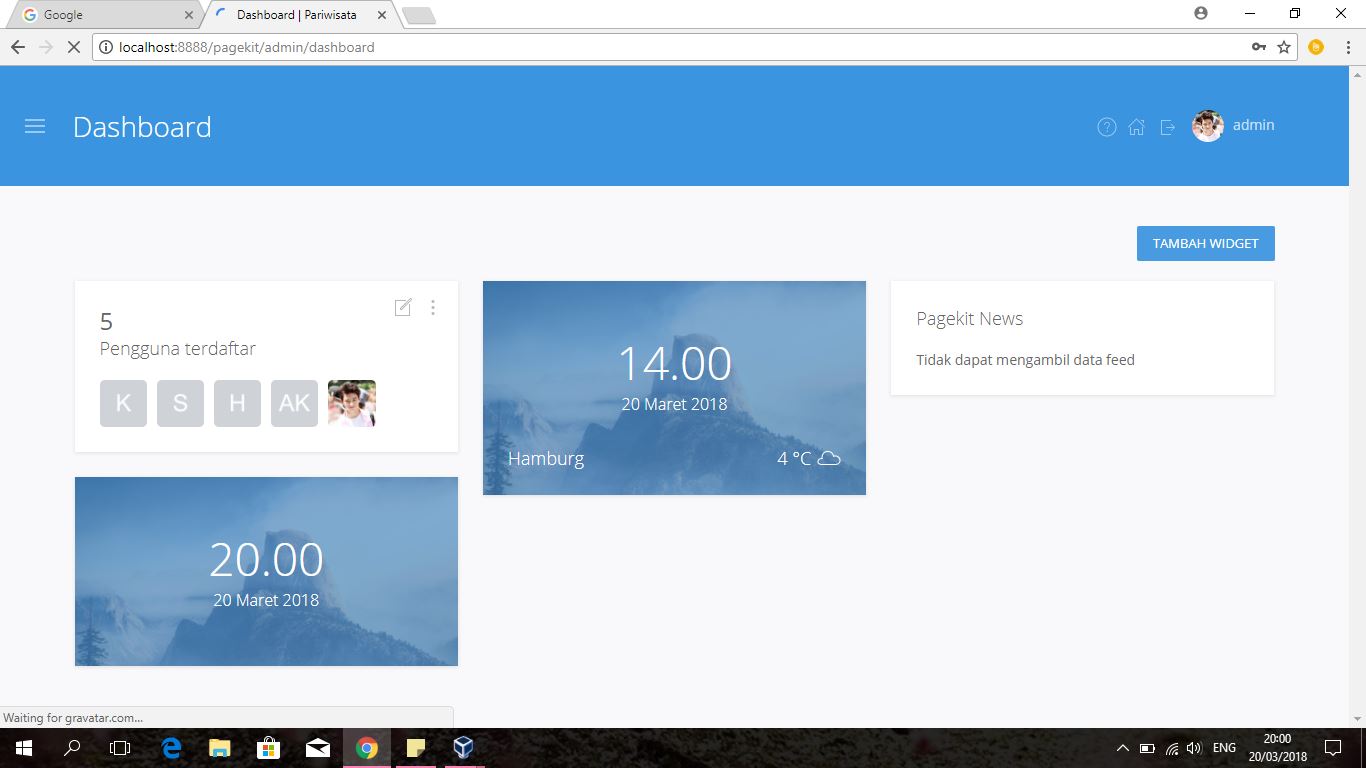 Google
Dashboard | Pariwisata
localhost:8888/pagekit/admin/dashboard
Dashboard
admin
TAMBAH WIDGET
5
Pengguna terdaftar
K S H AK
14.00
20 Maret 2018
Hamburg 4 °C
Pagekit News
Tidak dapat mengambil data feed
20.00
20 Maret 2018
Waiting for gravatar.com...
ENG
20:00
20/03/2018